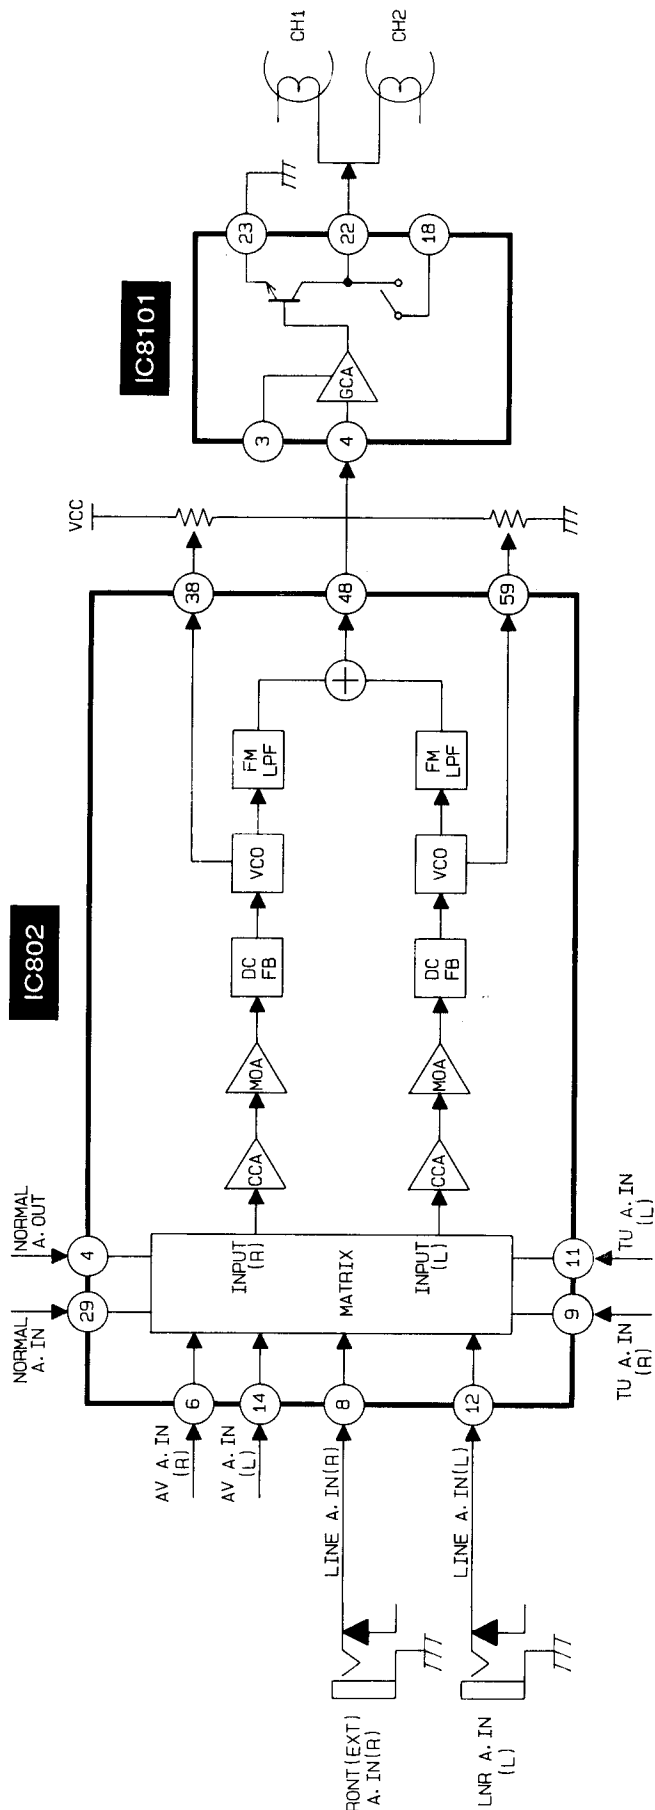 IC802
IC8101
NORMAL
A. IN
NORMAL
A. OUT
29
4
AV A. IN
(R)
6
AV A. IN
(L)
14
RONT(EXT)
A. IN(R)
LINE A. IN(R)
8
LNR A. IN
(L)
LINE A. IN(L)
12
TU A. IN
(R)
9
TU A. IN
(L)
11
MATRIX
INPUT
(R)
INPUT
(L)
CCA
MOA
DC
FB
VCO
FM
LPF
CCA
MOA
DC
FB
VCO
FM
LPF
38
48
59
VCC
3
4
GCA
23
22
18
CH1
CH2